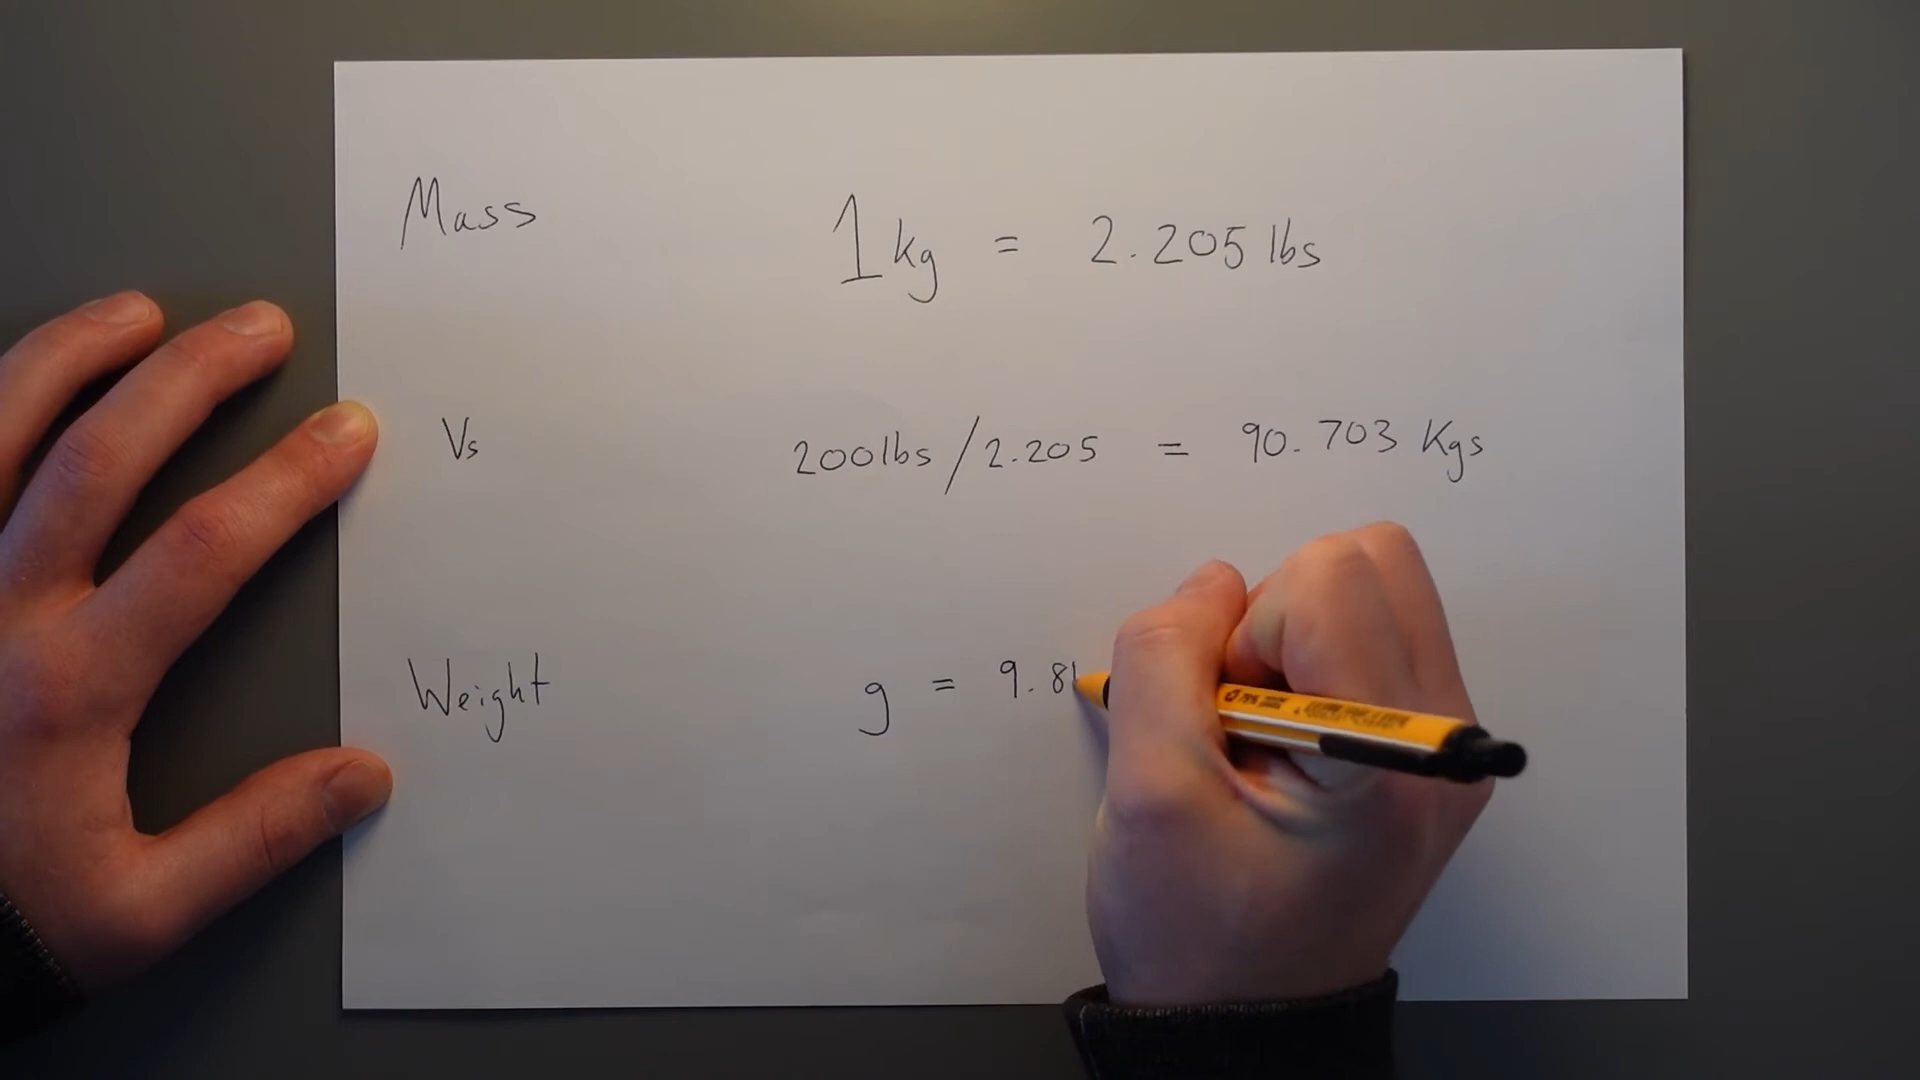 Mass
1kg = 2.205 lbs
Vs
200lbs/2.205 = 90.703 Kgs
Weight
g = 9.81